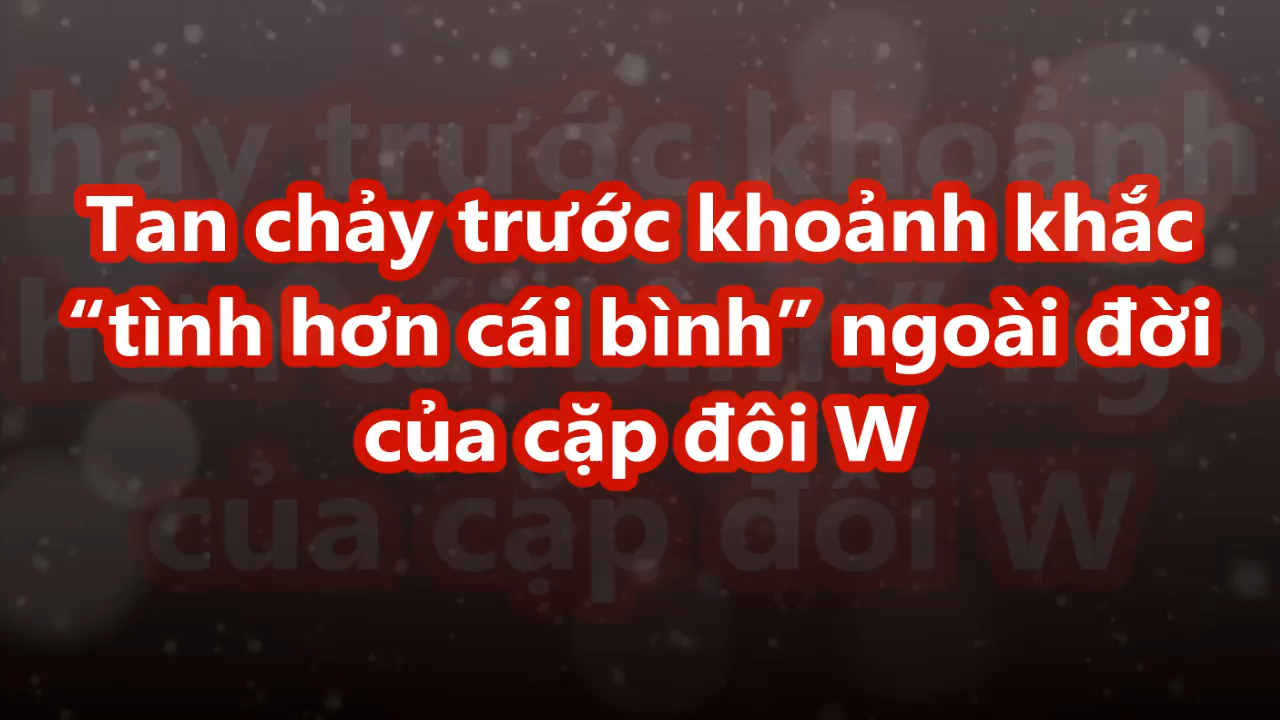 Tan chảy trước khoảnh khắc
“tình hơn cái bình” ngoài đời
của cặp đôi W